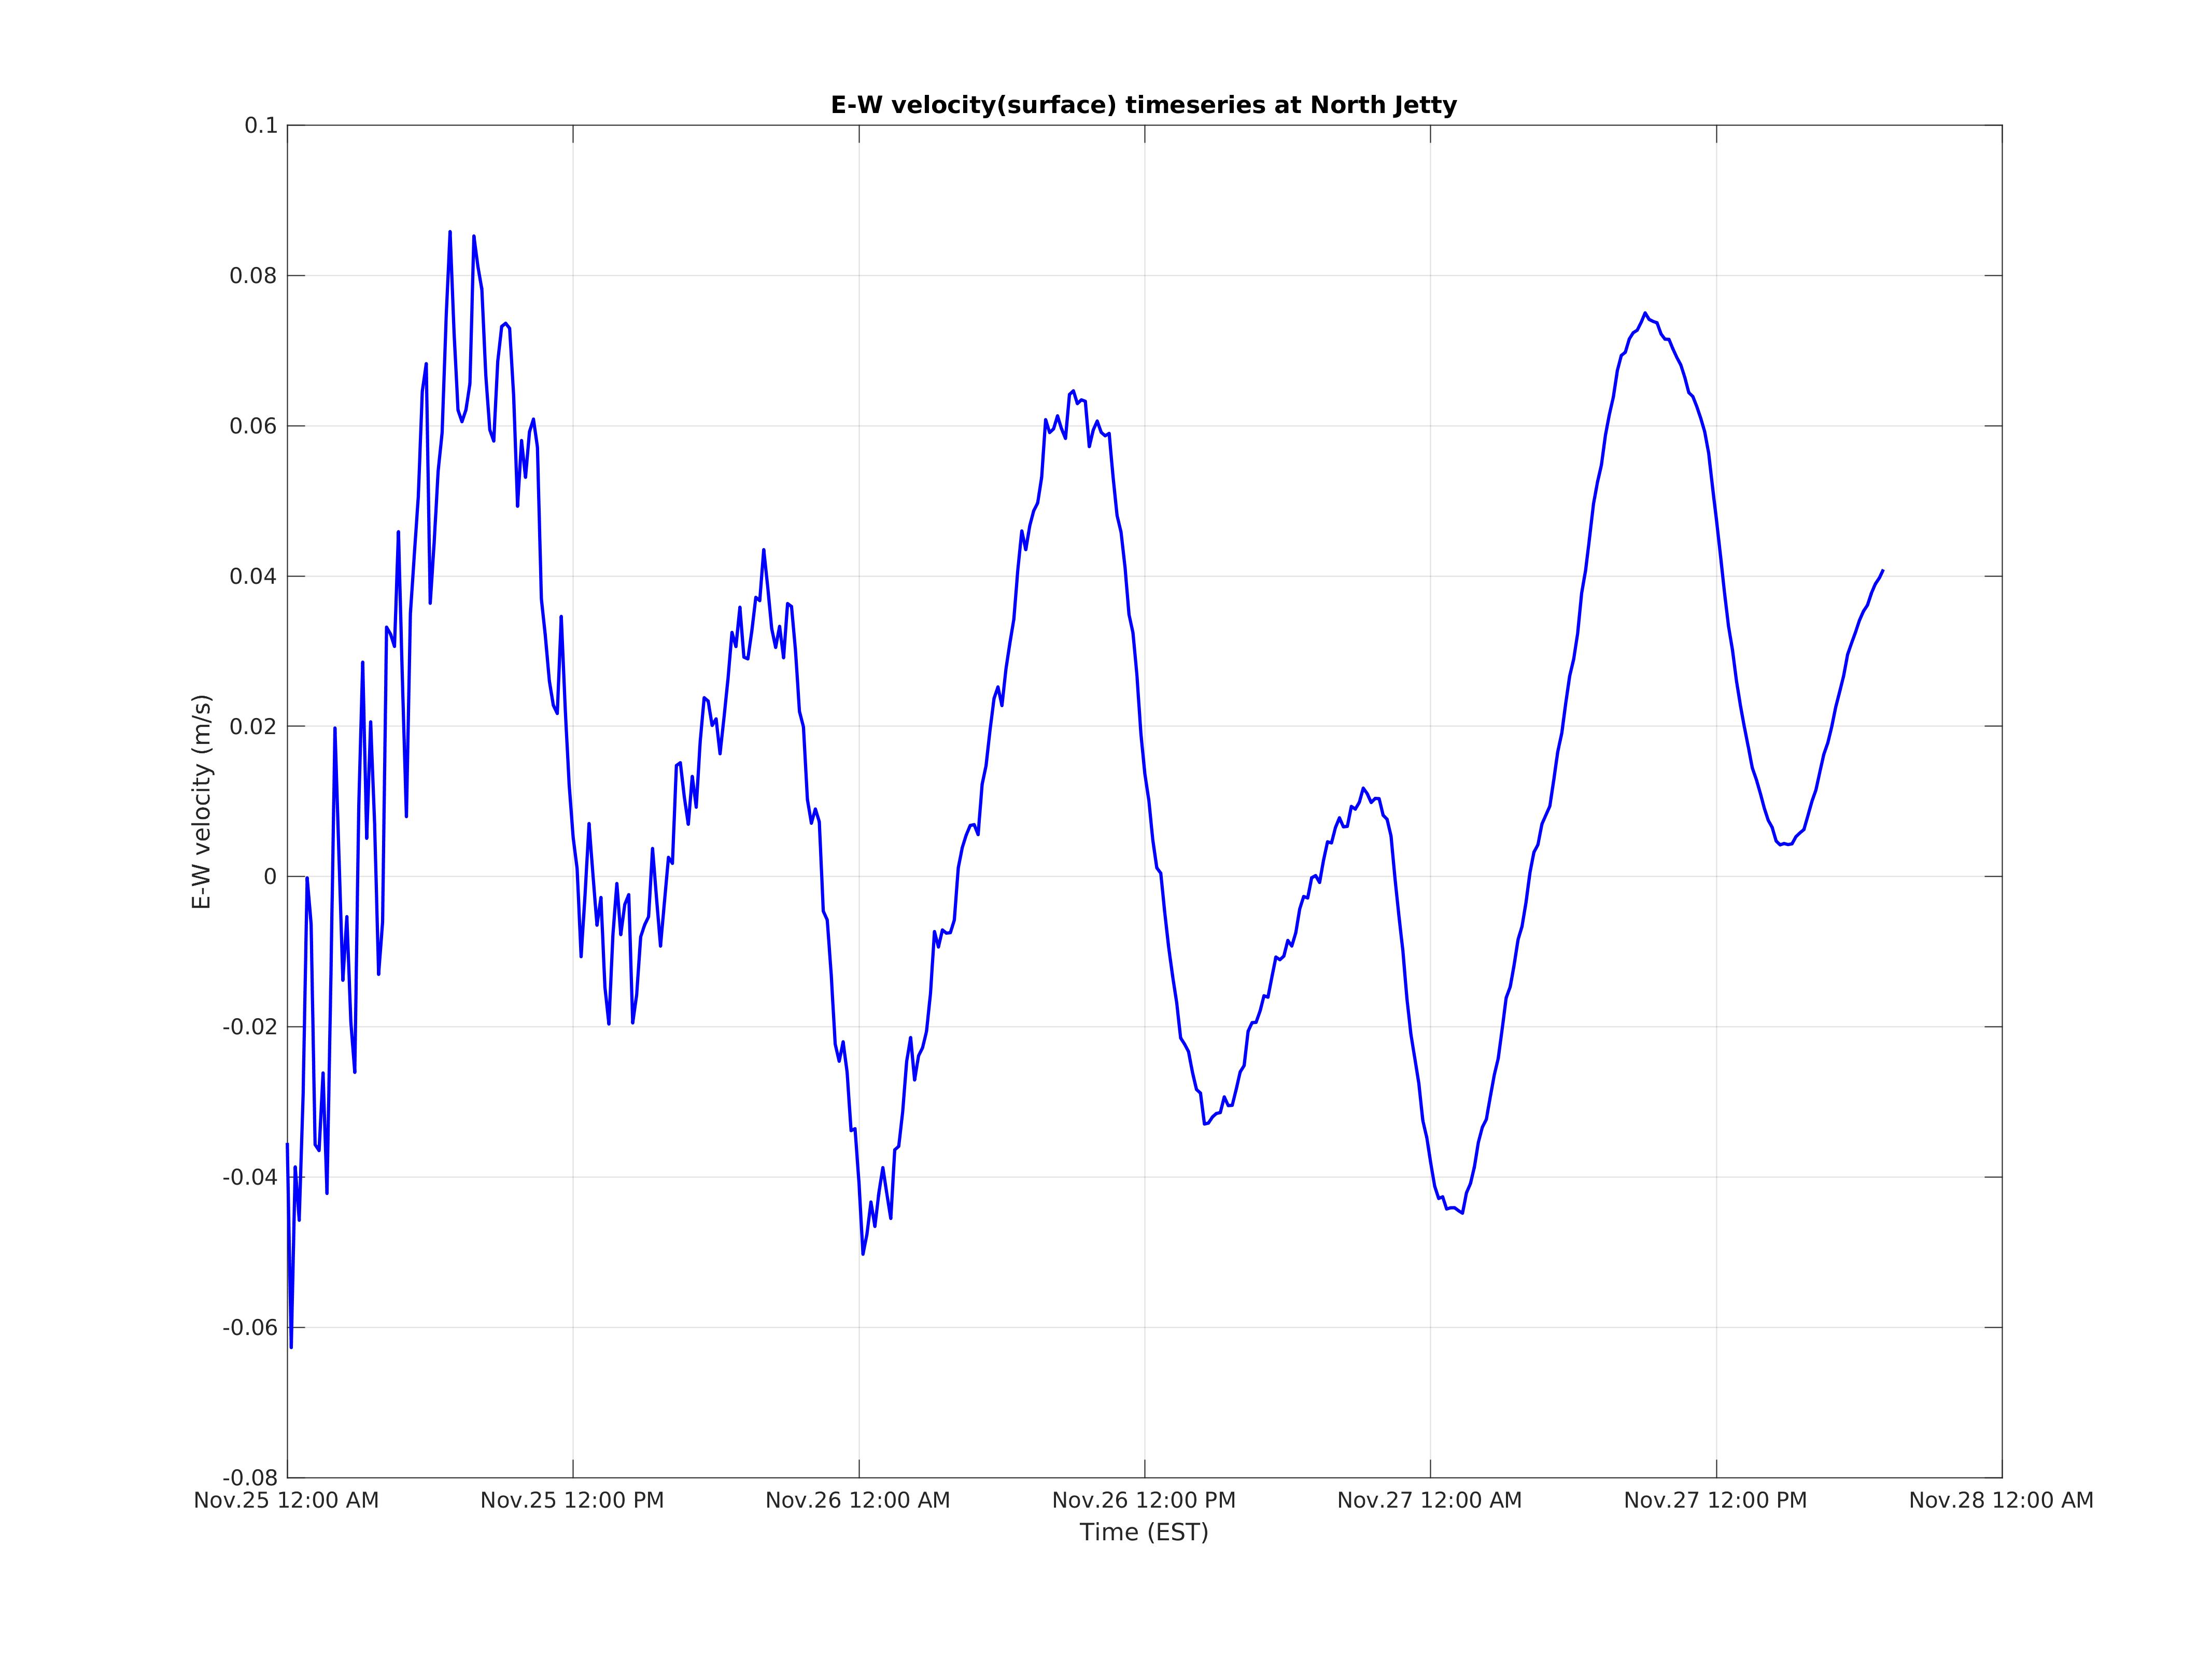 E-W velocity(surface) timeseries at North Jetty
0.1
0.08
0.06
0.04
0.02
0
-0.02
-0.04
-0.06
-0.08
E-W velocity (m/s)
Nov.25 12:00 AM Nov.25 12:00 PM Nov.26 12:00 AM Nov.26 12:00 PM Nov.27 12:00 AM Nov.27 12:00 PM Nov.28 12:00 AM
Time (EST)